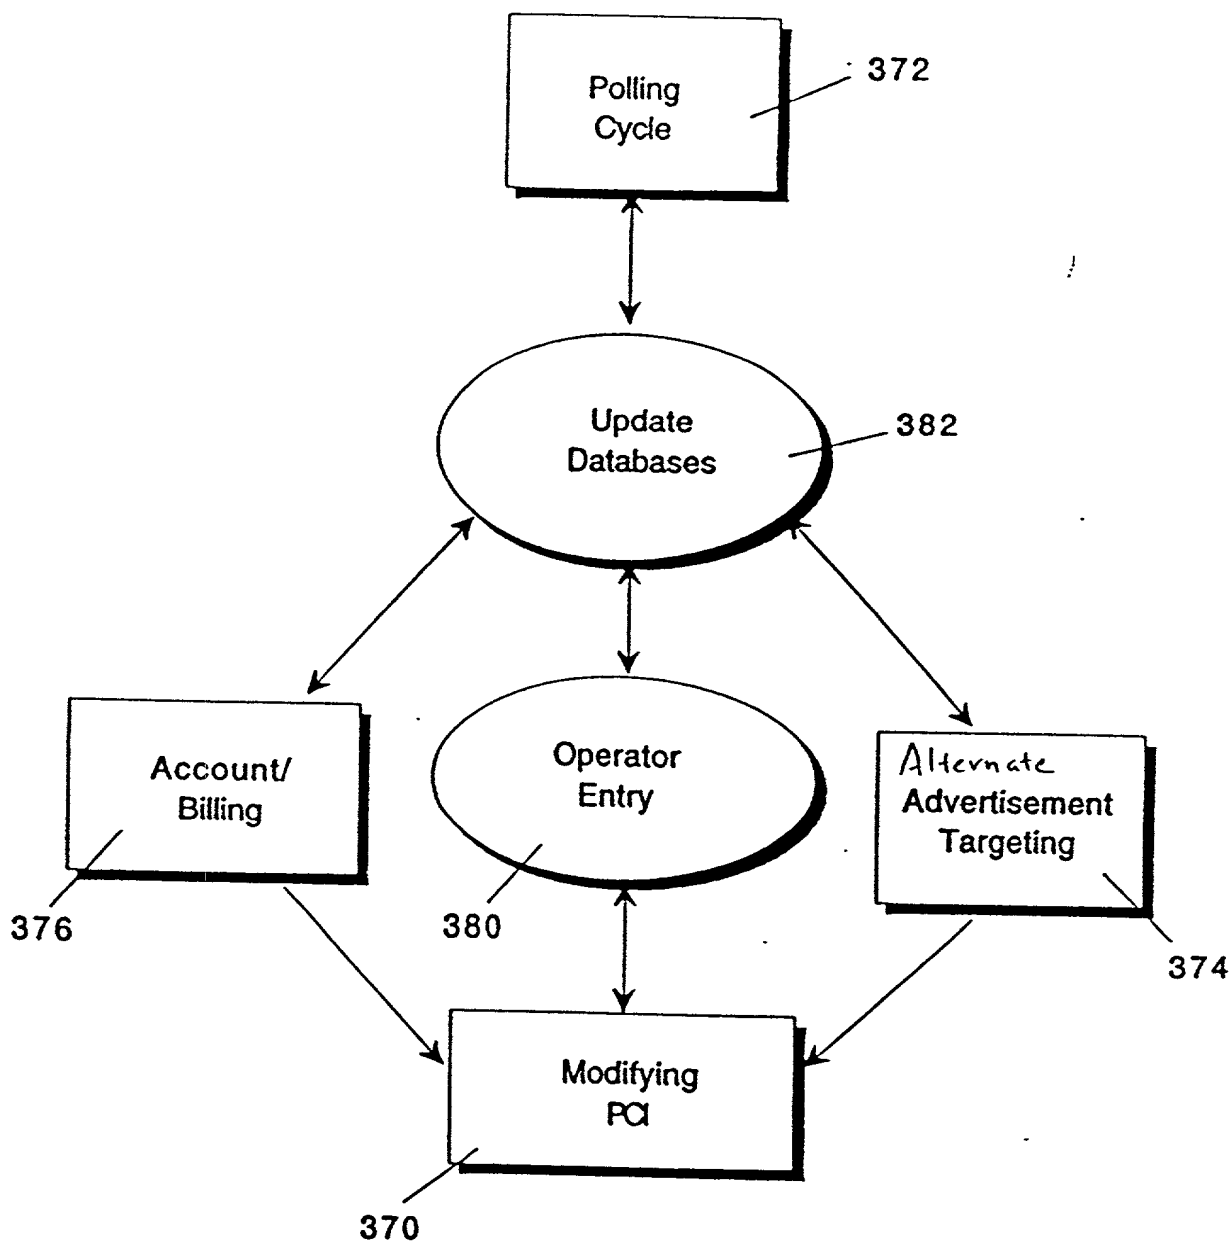 Polling
Cycle
372
Update
Databases
382
Account/
Billing
376
Operator
Entry
380
Alternate
Advertisement
Targeting
374
Modifying
PCI
370